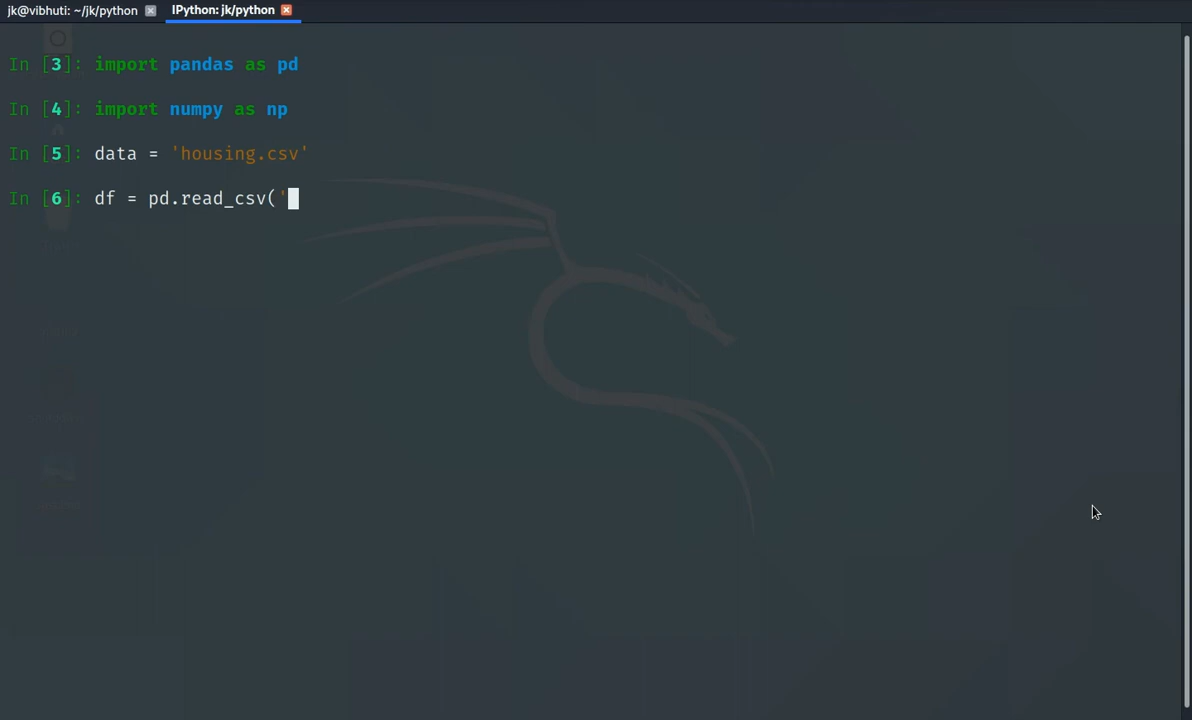 jk@vibhuti: ~/jk/python IPython: jk/python
In [3]: import pandas as pd
In [4]: import numpy as np
In [5]: data = 'housing.csv'
In [6]: df = pd.read_csv('